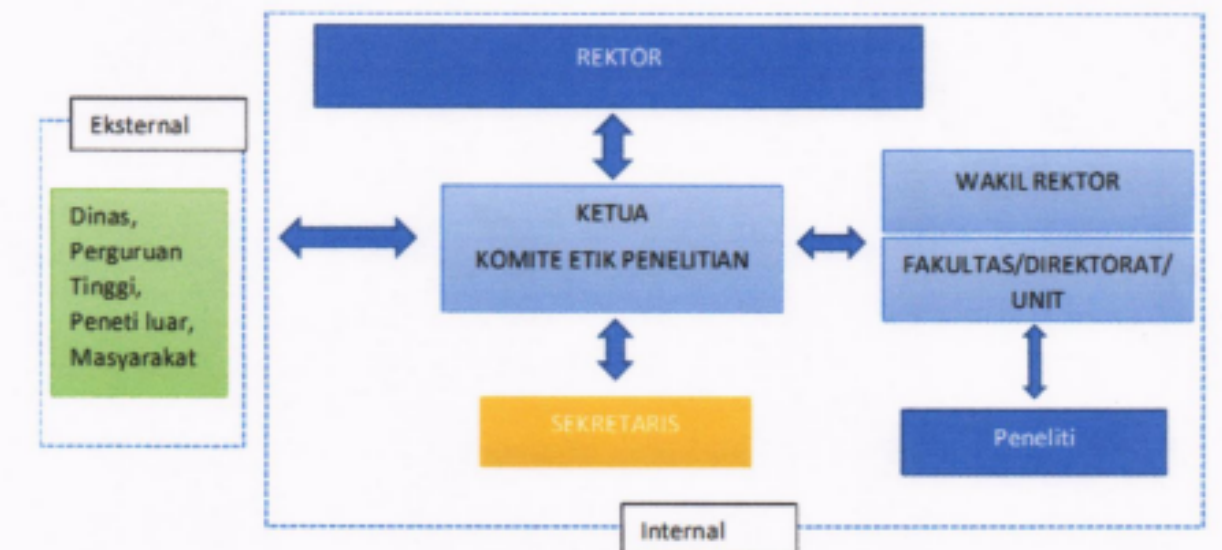 REKTOR
Eksternal
Dinas,
Perguruan
Tinggi,
Peneti luar,
Masyarakat
KETUA
KOMITE ETIK PENELITIAN
WAKIL REKTOR
FAKULTAS/DIREKTORAT/
UNIT
SEKRETARIS
Peneliti
Internal